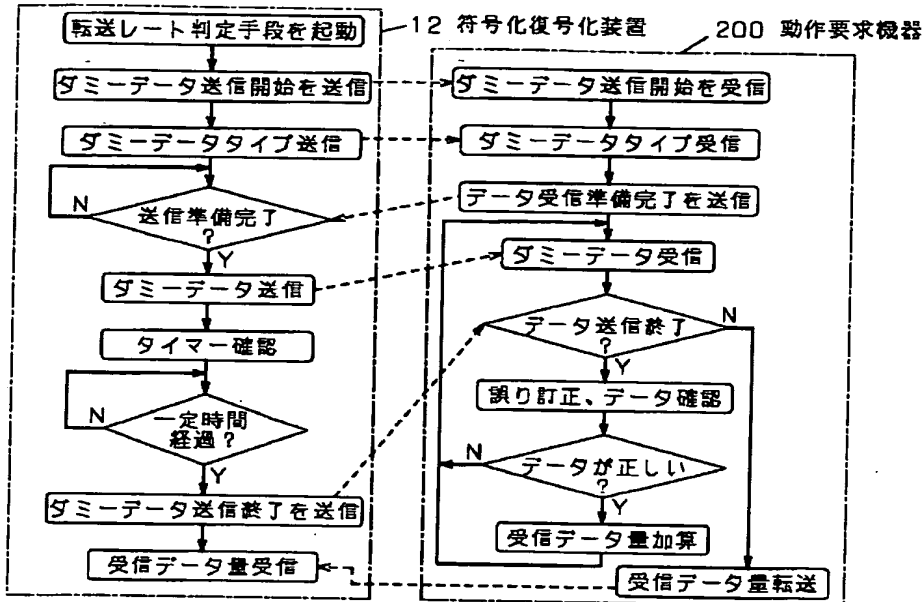 12 符号化復号化装置
転送レート判定手段を起動
ダミーデータ送信開始を送信
ダミーデータタイプ送信
N
送信準備完了
?
Y
ダミーデータ送信
タイマー確認
N
一定時間
経過?
Y
ダミーデータ送信終了を送信
受信データ量受信
200 動作要求機器
ダミーデータ送信開始を受信
ダミーデータタイプ受信
データ受信準備完了を送信
ダミーデータ受信
N
データ送信終了
?
Y
誤り訂正、データ確認
N
データが正しい
?
Y
受信データ量加算
受信データ量転送